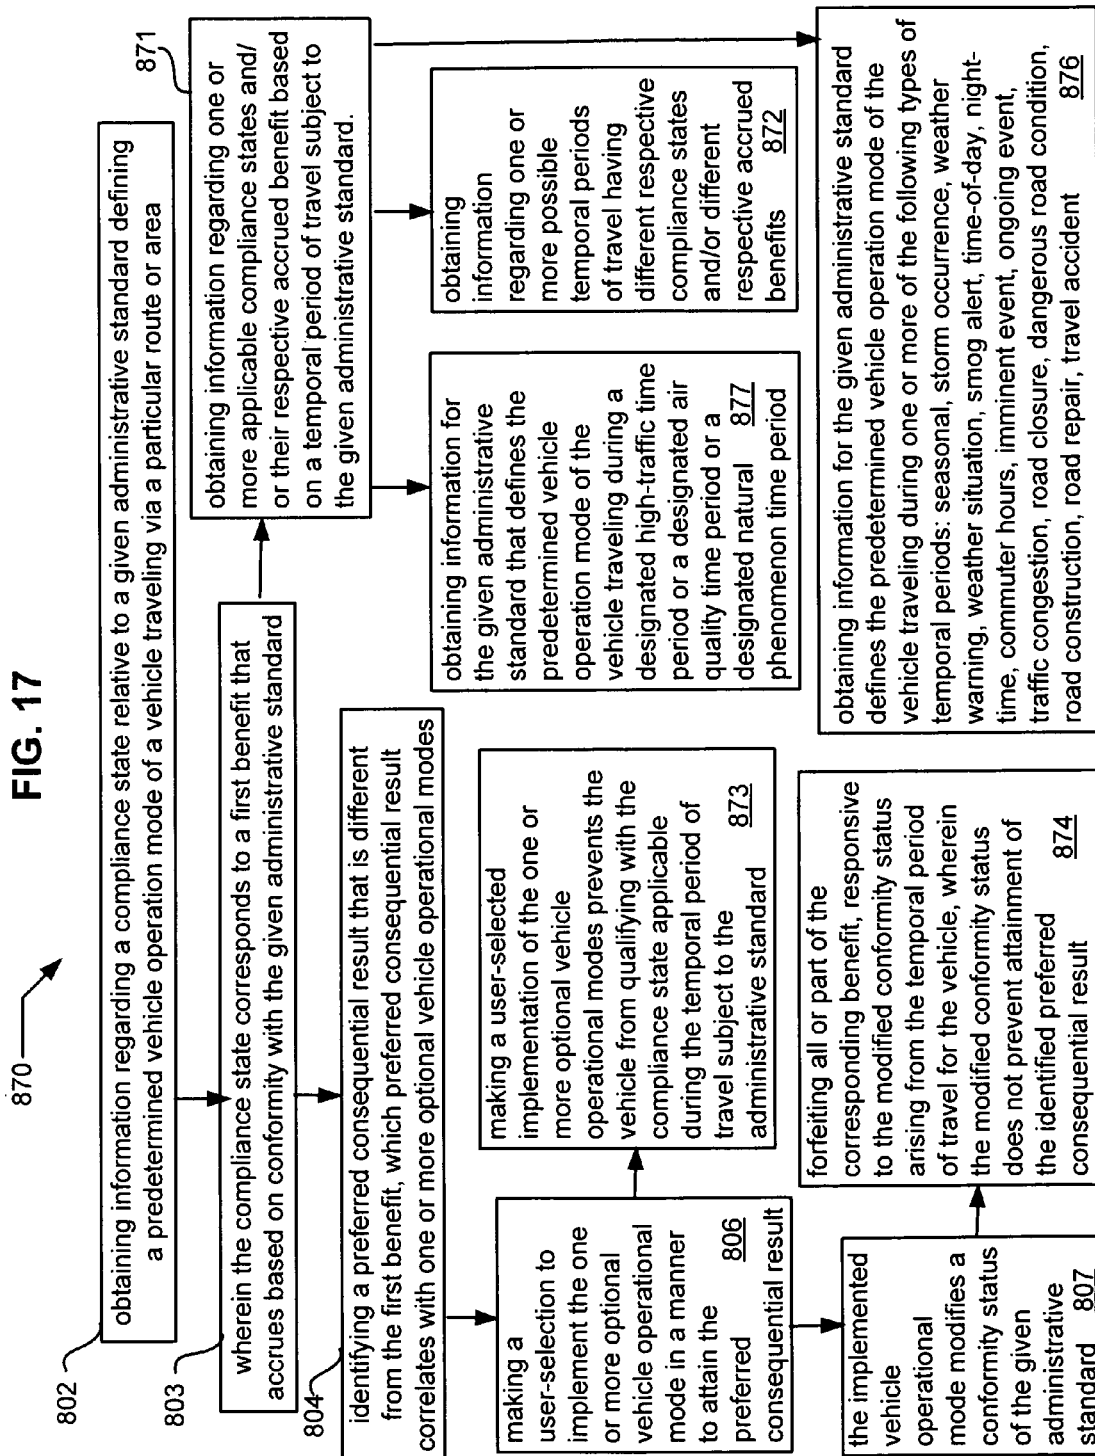 FIG. 17
870
802
obtaining information regarding a compliance state relative to a given administrative standard defining
a predetermined vehicle operation mode of a vehicle traveling via a particular route or area
803
wherein the compliance state corresponds to a first benefit that
accrues based on conformity with the given administrative standard
871
obtaining information regarding one or
more applicable compliance states and/
or their respective accrued benefit based
on a temporal period of travel subject to
the given administrative standard.
804
identifying a preferred consequential result that is different
from the first benefit, which preferred consequential result
correlates with one or more optional vehicle operational modes
obtaining information for
the given administrative
standard that defines the
predetermined vehicle
operation mode of the
vehicle traveling during a
designated high-traffic time
period or a designated air
quality time period or a
designated natural 877
phenomenon time period
obtaining
information
regarding one or
more possible
temporal periods
of travel having
different respective
compliance states
and/or different
respective accrued
benefits 872
making a
user-selection to
implement the one
or more optional
vehicle operational
mode in a manner
to attain the
preferred 806
consequential result
making a user-selected
implementation of the one or
more optional vehicle
operational modes prevents the
vehicle from qualifying with the
compliance state applicable
during the temporal period of
travel subject to the 873
administrative standard
obtaining information for the given administrative standard
defines the predetermined vehicle operation mode of the
vehicle traveling during one or more of the following types of
temporal periods: seasonal, storm occurrence, weather
warning, weather situation, smog alert, time-of-day, night-
time, commuter hours, imminent event, ongoing event,
traffic congestion, road closure, dangerous road condition,
road construction, road repair, travel accident 876
the implemented
vehicle
operational
mode modifies a
conformity status
of the given
administrative
standard 807
forfeiting all or part of the
corresponding benefit, responsive
to the modified conformity status
arising from the temporal period
of travel for the vehicle, wherein
the modified conformity status
does not prevent attainment of
the identified preferred
consequential result 874